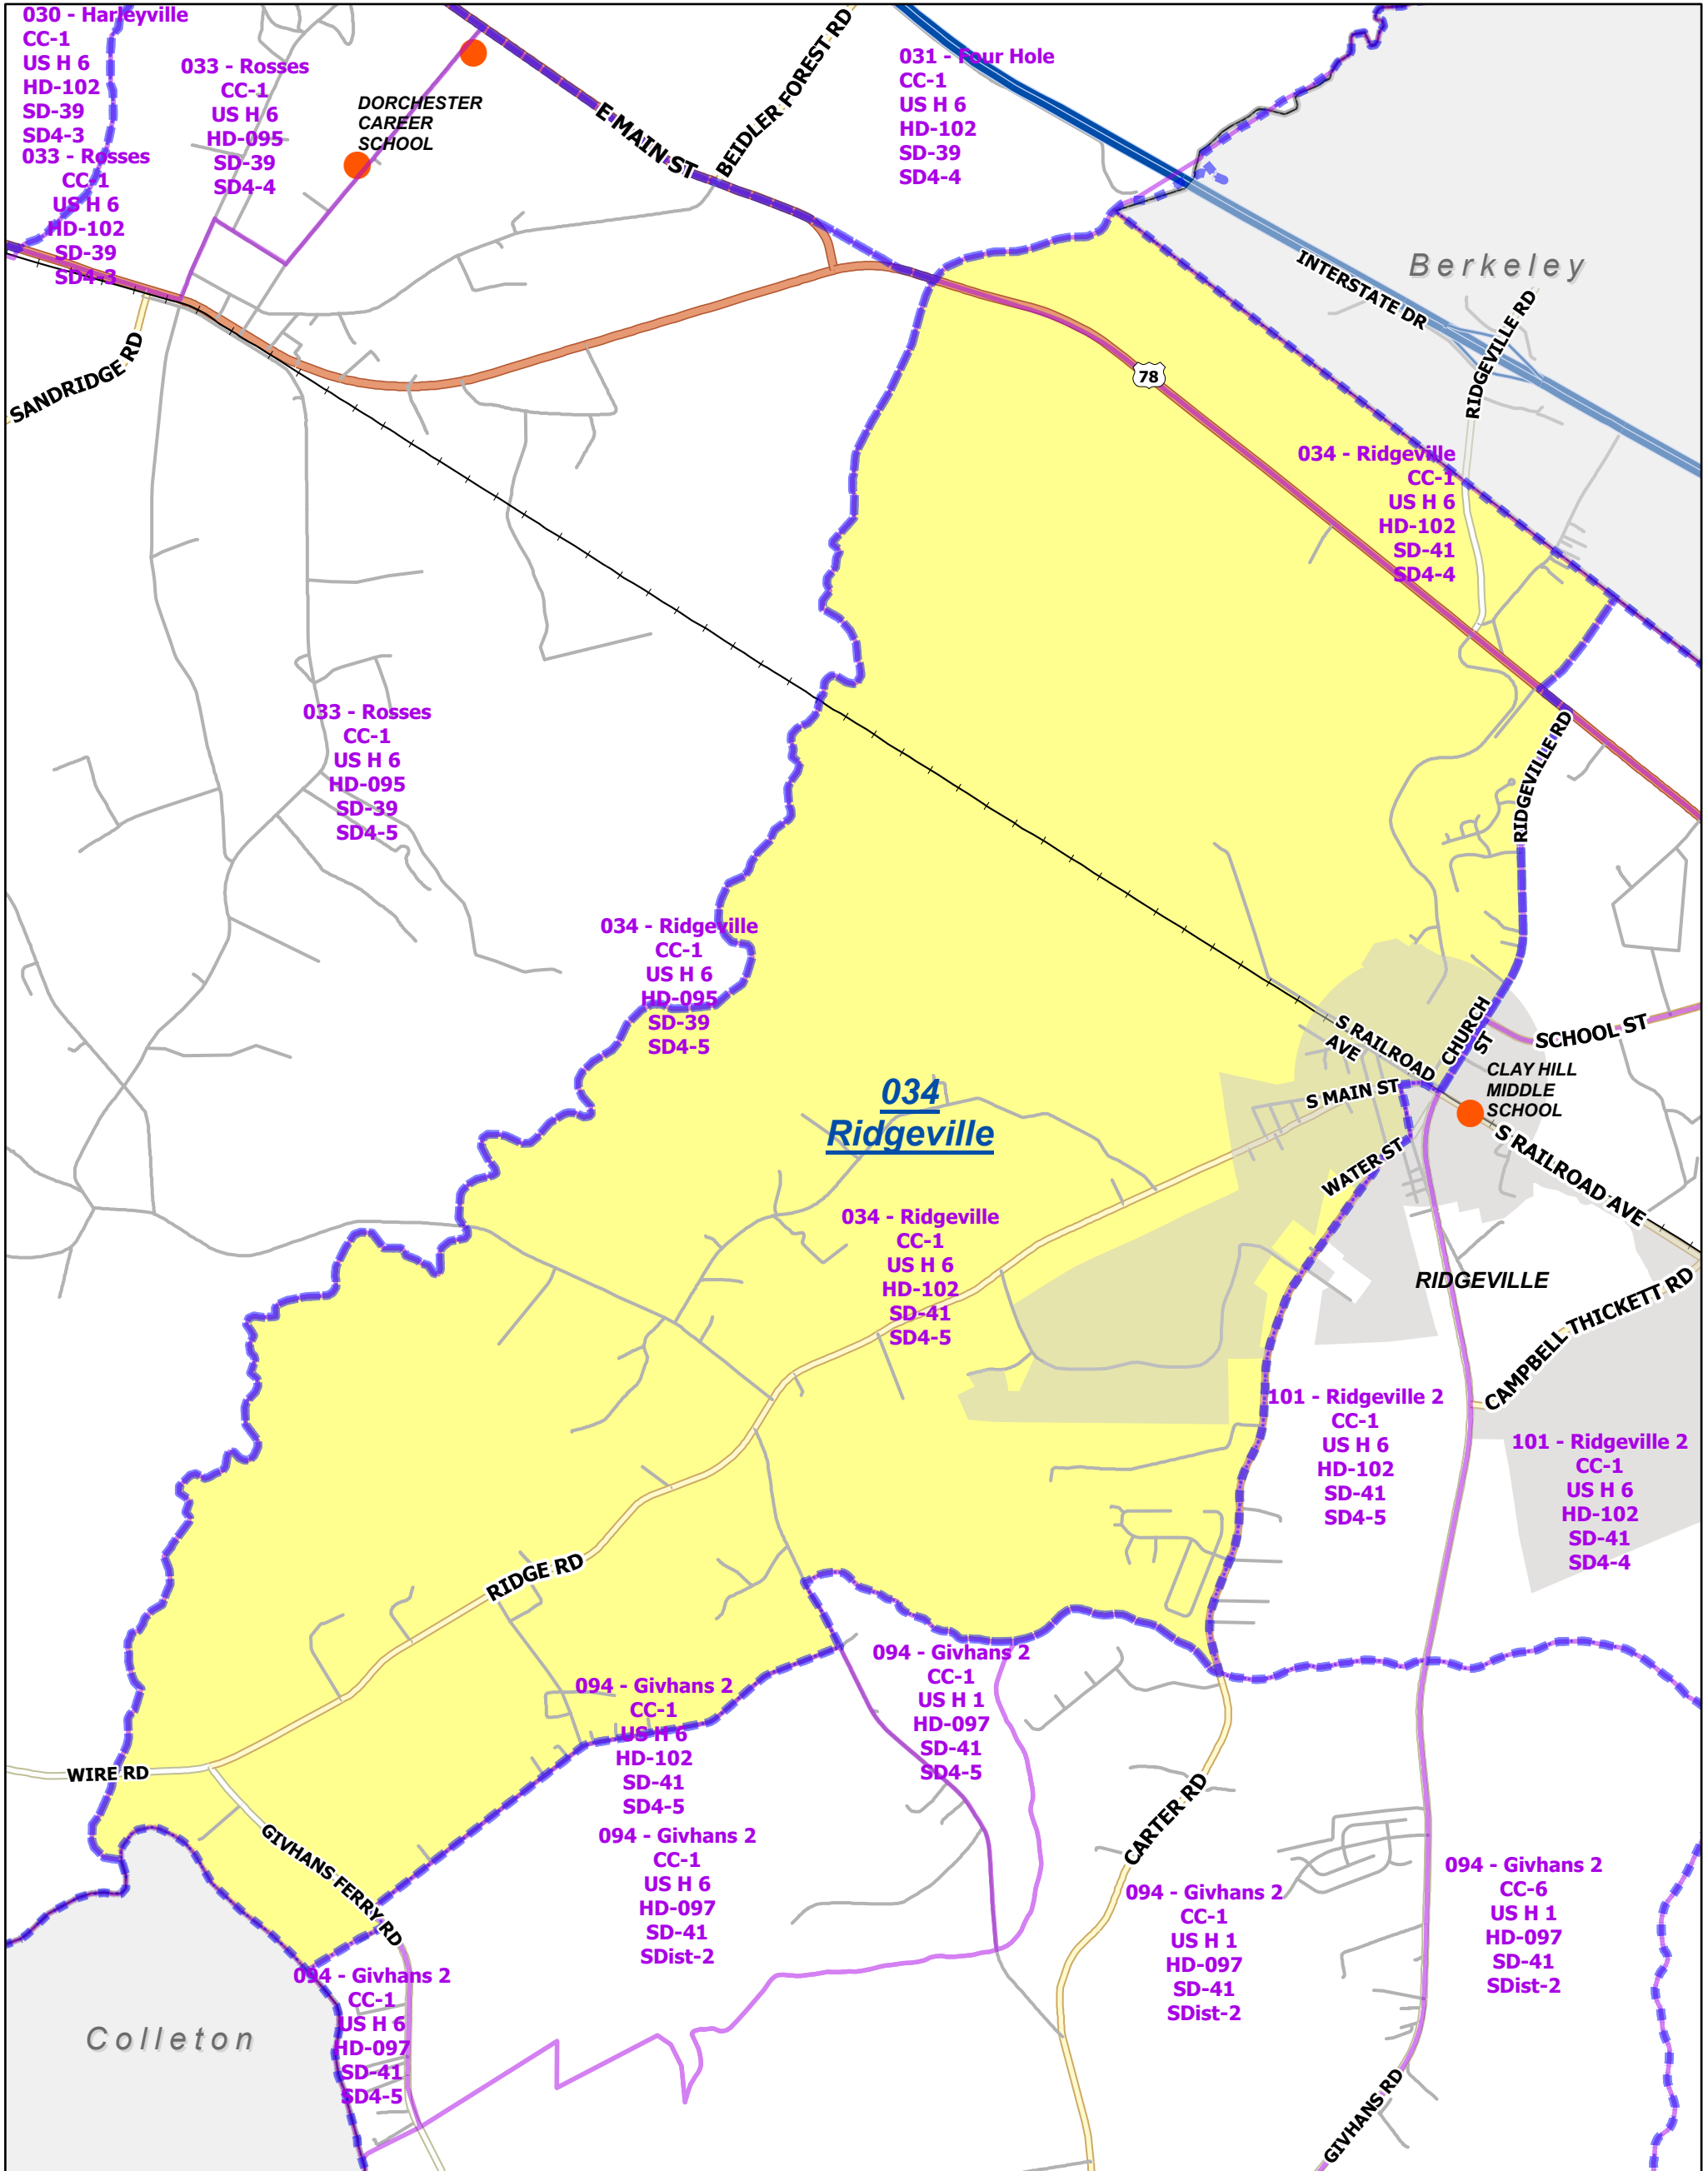 030 - Harleyville
CC-1
US H 6
HD-102
SD-39
SD4-3
033 - Rosses
CC-1
US H 6
HD-102
SD-39
SD4-3
033 - Rosses
CC-1
US H 6
HD-095
SD-39
SD4-4
DORCHESTER
CAREER
SCHOOL
E MAIN ST
BEIDLER FOREST RD
031 - Four Hole
CC-1
US H 6
HD-102
SD-39
SD4-4
Berkeley
INTERSTATE DR
RIDGEVILLE RD
SANDRIDGE RD
78
034 - Ridgeville
CC-1
US H 6
HD-102
SD-41
SD4-4
033 - Rosses
CC-1
US H 6
HD-095
SD-39
SD4-5
RIDGEVILLE RD
034 - Ridgeville
CC-1
US H 6
HD-095
SD-39
SD4-5
034
Ridgeville
S RAILROAD
AVE
CHURCH
ST
SCHOOL ST
CLAY HILL
MIDDLE
SCHOOL
S MAIN ST
WATER ST
S RAILROAD AVE
034 - Ridgeville
CC-1
US H 6
HD-102
SD-41
SD4-5
RIDGEVILLE
CAMPBELL THICKETT RD
101 - Ridgeville 2
CC-1
US H 6
HD-102
SD-41
SD4-5
101 - Ridgeville 2
CC-1
US H 6
HD-102
SD-41
SD4-4
RIDGE RD
094 - Givhans 2
CC-1
US H 6
HD-102
SD-41
SD4-5
094 - Givhans 2
CC-1
US H 1
HD-097
SD-41
SD4-5
WIRE RD
GIVHANS FERRY RD
094 - Givhans 2
CC-1
US H 6
HD-097
SD-41
SDist-2
CARTER RD
094 - Givhans 2
CC-1
US H 1
HD-097
SD-41
SDist-2
094 - Givhans 2
CC-6
US H 1
HD-097
SD-41
SDist-2
094 - Givhans 2
CC-1
US H 6
HD-097
SD-41
SD4-5
Colleton
GIVHANS RD